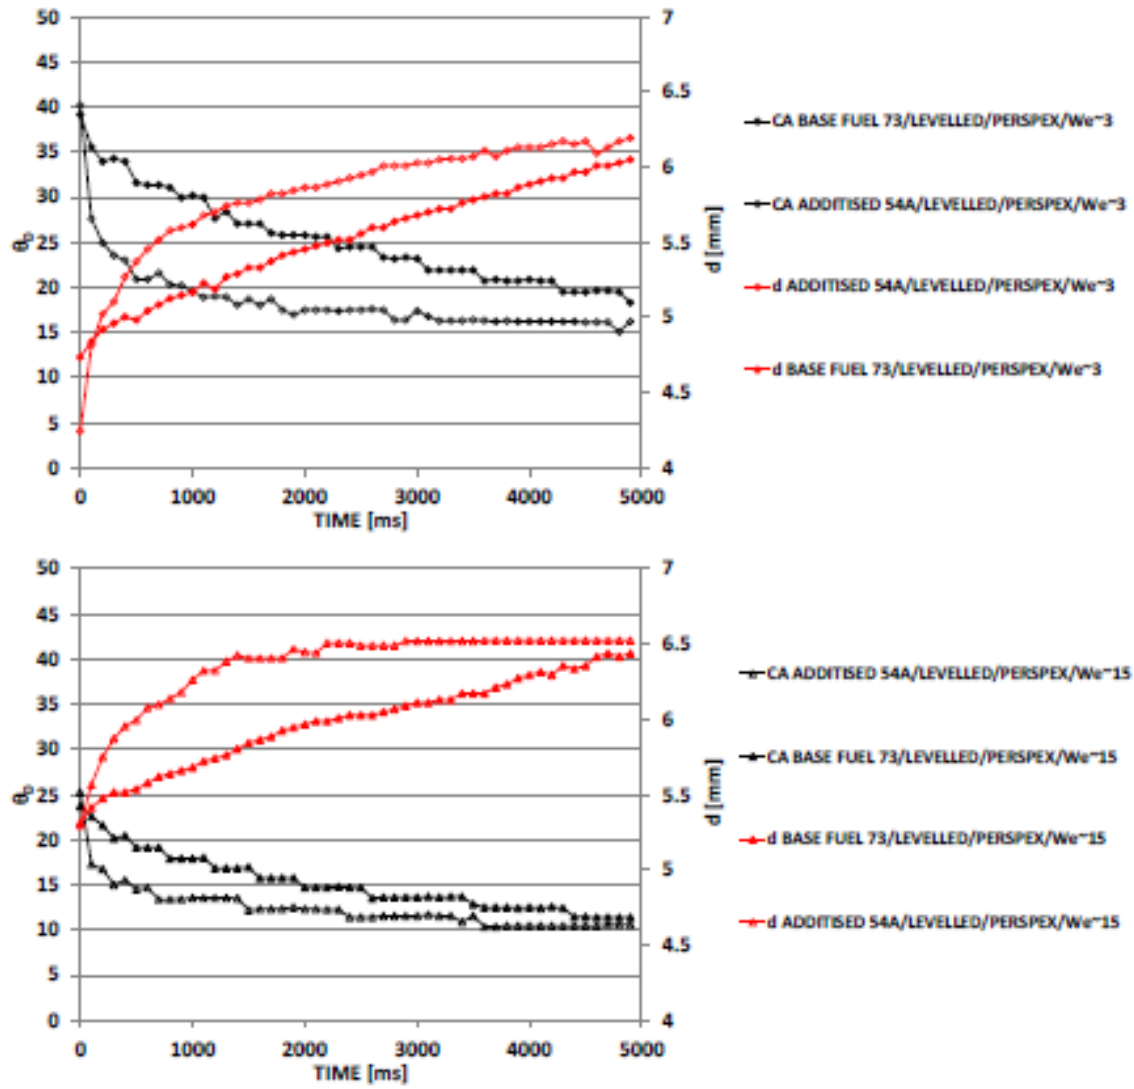 50
45
40
35
30
25
20
15
10
5
0
θD
7
6.5
6
5.5
5
4.5
4
d [mm]
0 1000 2000 3000 4000 5000
TIME [ms]
CA BASE FUEL 73/LEVELLED/PERSPEX/We~3
CA ADDITISED 54A/LEVELLED/PERSPEX/We~3
d ADDITISED 54A/LEVELLED/PERSPEX/We~3
d BASE FUEL 73/LEVELLED/PERSPEX/We~3
50
45
40
35
30
25
20
15
10
5
0
θD
7
6.5
6
5.5
5
4.5
4
d [mm]
0 1000 2000 3000 4000 5000
TIME [ms]
CA ADDITISED 54A/LEVELLED/PERSPEX/We~15
CA BASE FUEL 73/LEVELLED/PERSPEX/We~15
d BASE FUEL 73/LEVELLED/PERSPEX/We~15
d ADDITISED 54A/LEVELLED/PERSPEX/We~15